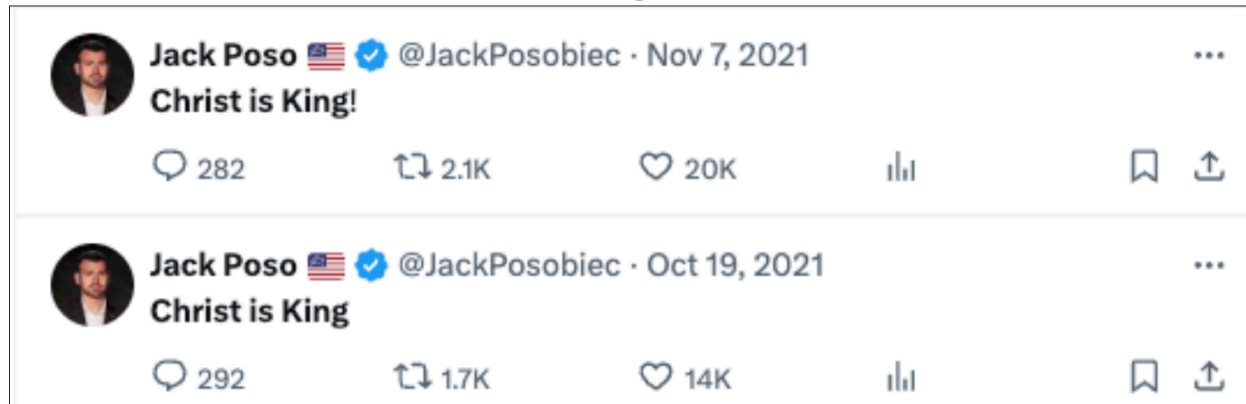 Jack Poso 🇺🇸 @JackPosobiec · Nov 7, 2021
Christ is King!
282 2.1K 20K
Jack Poso 🇺🇸 @JackPosobiec · Oct 19, 2021
Christ is King
292 1.7K 14K